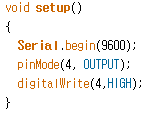 void setup()
{
  Serial.begin(9600);
  pinMode(4, OUTPUT);
  digitalWrite(4,HIGH);
}